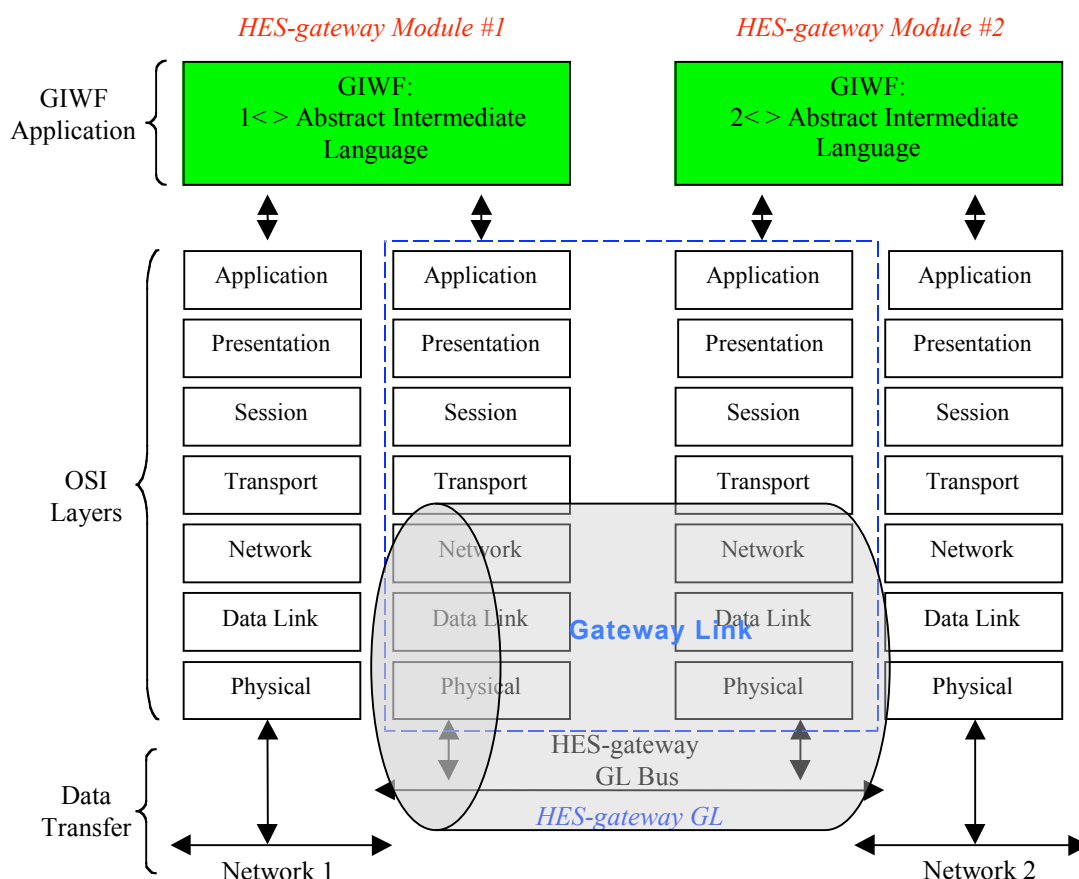 HES-gateway Module #1
HES-gateway Module #2
GIWF
Application
GIWF:
1< > Abstract Intermediate
Language
GIWF:
2< > Abstract Intermediate
Language
OSI
Layers
Application
Application
Application
Application
Presentation
Presentation
Presentation
Presentation
Session
Session
Session
Session
Transport
Transport
Transport
Transport
Network
Network
Network
Network
Data Link
Data Link
Data Link
Data Link
Gateway Link
Physical
Physical
Physical
Physical
Data
Transfer
HES-gateway
GL Bus
HES-gateway GL
Network 1
Network 2